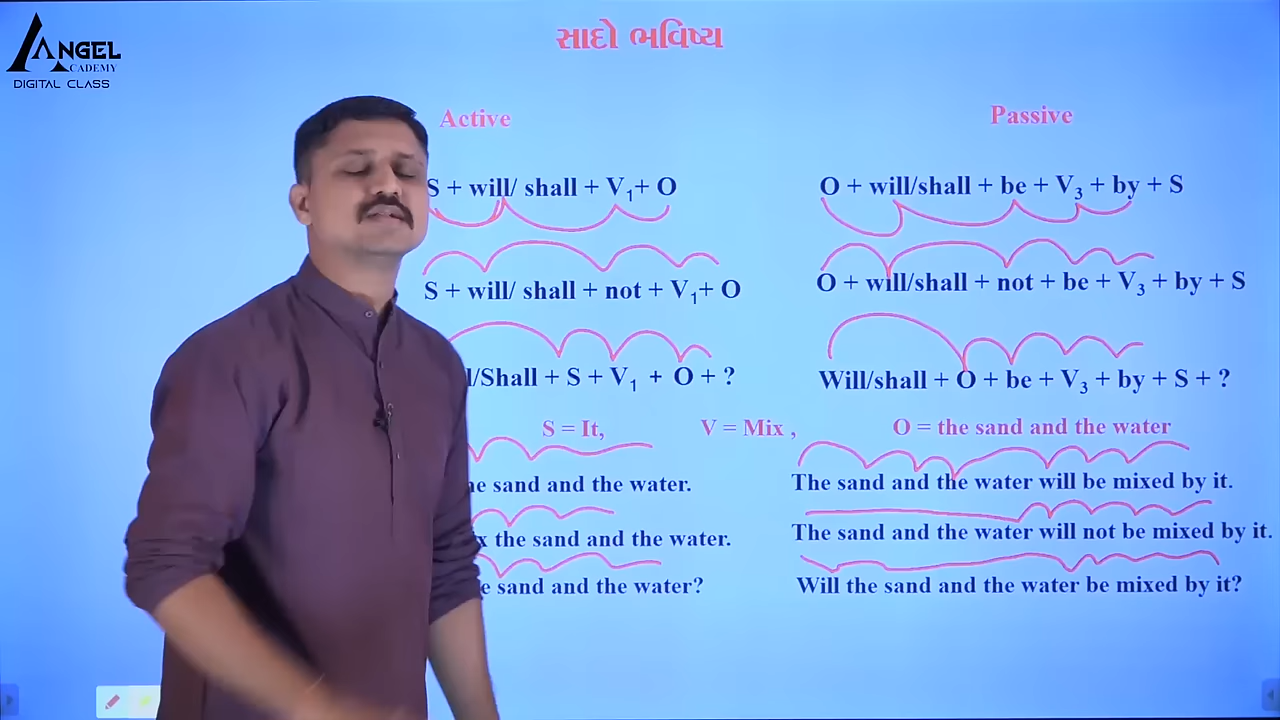 ANGEL
ACADEMY
DIGITAL CLASS
સાદો ભવિષ્ય
Active
Passive
S + will/ shall + V1+ O
O + will/shall + be + V3 + by + S
S + will/ shall + not + V1+ O
O + will/shall + not + be + V3 + by + S
/Shall + S + V1 + O + ?
Will/shall + O + be + V3 + by + S + ?
S = It, V = Mix , O = the sand and the water
sand and the water.
The sand and the water will be mixed by it.
the sand and the water.
The sand and the water will not be mixed by it.
sand and the water?
Will the sand and the water be mixed by it?